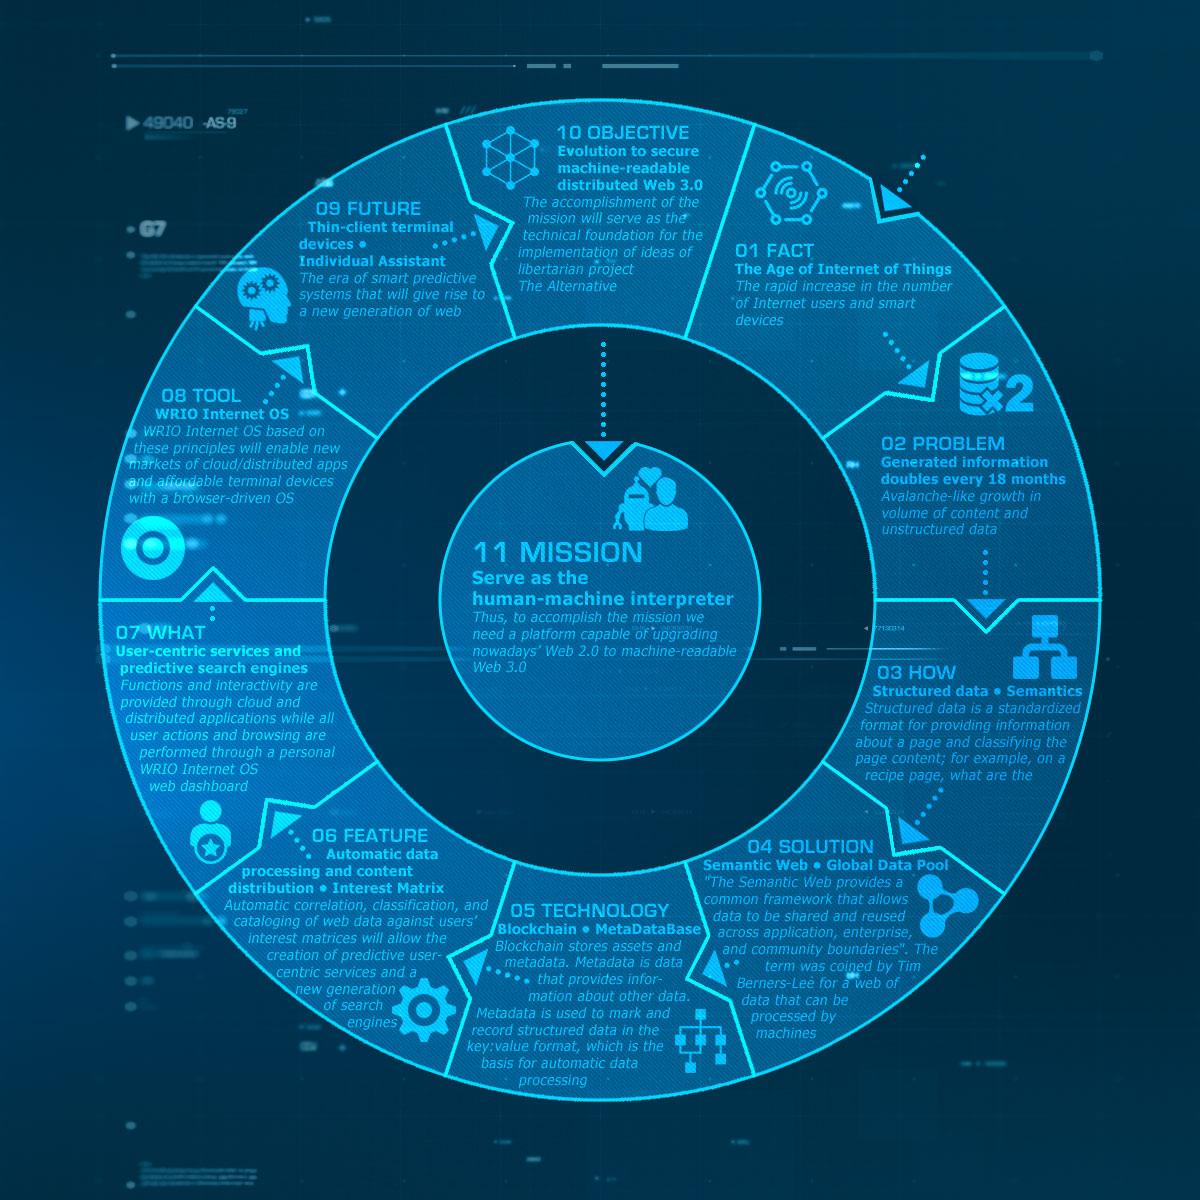 49040 -AS-9
G7
01 FACT
The Age of Internet of Things
The rapid increase in the number
of Internet users and smart
devices
X2
02 PROBLEM
Generated information
doubles every 18 months
Avalanche-like growth in
volume of content and
unstructured data
03 HOW
Structured data • Semantics
Structured data is a standardized
format for providing information
about a page and classifying the
page content; for example, on a
recipe page, what are the
04 SOLUTION
Semantic Web • Global Data Pool
"The Semantic Web provides a
common framework that allows
data to be shared and reused
across application, enterprise,
and community boundaries". The
term was coined by Tim
Berners-Lee for a web of
data that can be
processed by
machines
05 TECHNOLOGY
Blockchain • MetaDataBase
Blockchain stores assets and
metadata. Metadata is data
that provides infor-
mation about other data.
Metadata is used to mark and
record structured data in the
key:value format, which is the
basis for automatic data
processing
06 FEATURE
Automatic data
processing and content
distribution • Interest Matrix
Automatic correlation, classification, and
cataloging of web data against users'
interest matrices will allow the
creation of predictive user-
centric services and a
new generation
of search
engines
07 WHAT
User-centric services and
predictive search engines
Functions and interactivity are
provided through cloud and
distributed applications while all
user actions and browsing are
performed through a personal
WRIO Internet OS
web dashboard
08 TOOL
WRIO Internet OS
WRIO Internet OS based on
these principles will enable new
markets of cloud/distributed apps
and affordable terminal devices
with a browser-driven OS
09 FUTURE
Thin-client terminal
devices •
Individual Assistant
The era of smart predictive
systems that will give rise to
a new generation of web
10 OBJECTIVE
Evolution to secure
machine-readable
distributed Web 3.0
The accomplishment of the
mission will serve as the
technical foundation for the
implementation of ideas of
libertarian project
The Alternative
11 MISSION
Serve as the
human-machine interpreter
Thus, to accomplish the mission we
need a platform capable of upgrading
nowadays' Web 2.0 to machine-readable
Web 3.0